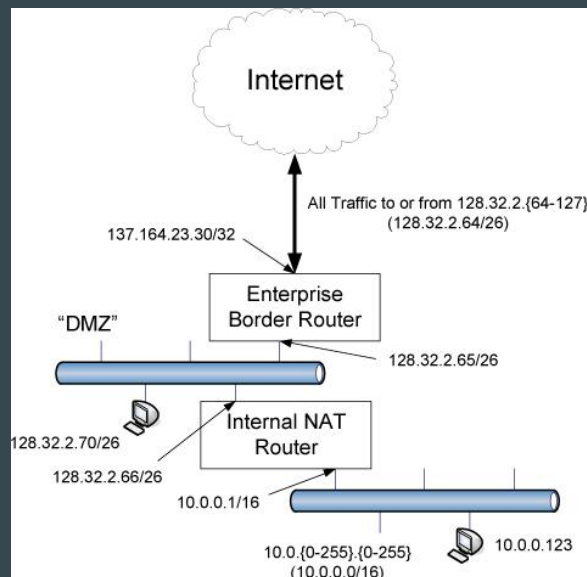 Internet
All Traffic to or from 128.32.2.{64-127}
(128.32.2.64/26)
137.164.23.30/32
Enterprise
Border Router
“DMZ”
128.32.2.65/26
128.32.2.70/26
Internal NAT
Router
128.32.2.66/26
10.0.0.1/16
10.0.{0-255}.{0-255}
(10.0.0.0/16)
10.0.0.123